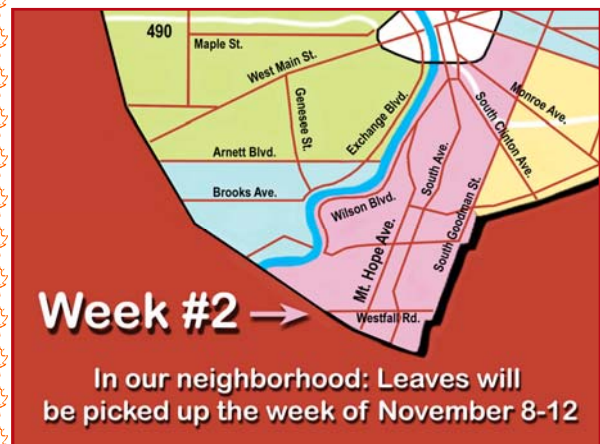 490
Maple St.
West Main St.
Genesee St.
Exchange Blvd.
Monroe Ave.
South Clinton Ave.
Arnett Blvd.
South Ave.
Brooks Ave.
Wilson Blvd.
South Goodman St.
Mt. Hope Ave.
Week #2
Westfall Rd.
In our neighborhood: Leaves will
be picked up the week of November 8-12